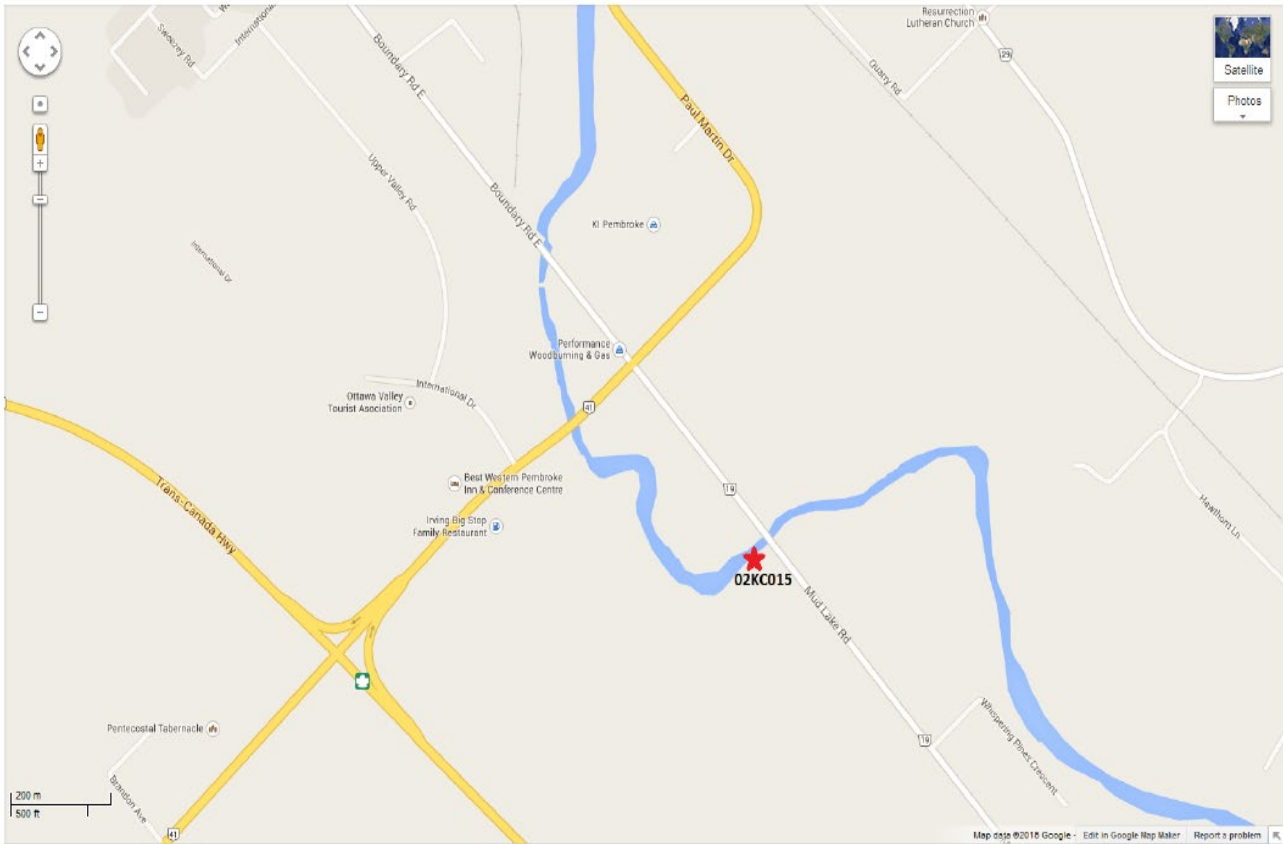 Resurrection
Lutheran Church
29
Satellite
Photos
Sweezey Rd
International
Boundary Rd E
Quarry Rd
Paul Martin Dr
Upper Valley Rd
Boundary Rd E
KI Pembroke
International Dr
Performance
Woodburning & Gas
International Dr
Ottawa Valley
Tourist Asociation
41
Best Western Pembroke
Inn & Conference Centre
19
Irving Big Stop
Family Restaurant
Trans-Canada Hwy
Hawthorn Ln
02KC015
Mud Lake Rd
Pentecostal Tabernacle
19
Whispering Pines Crescent
Brandon Ave
200 m
500 ft
41
Map data ©2018 Google -
Edit in Google Map Maker
Report a problem